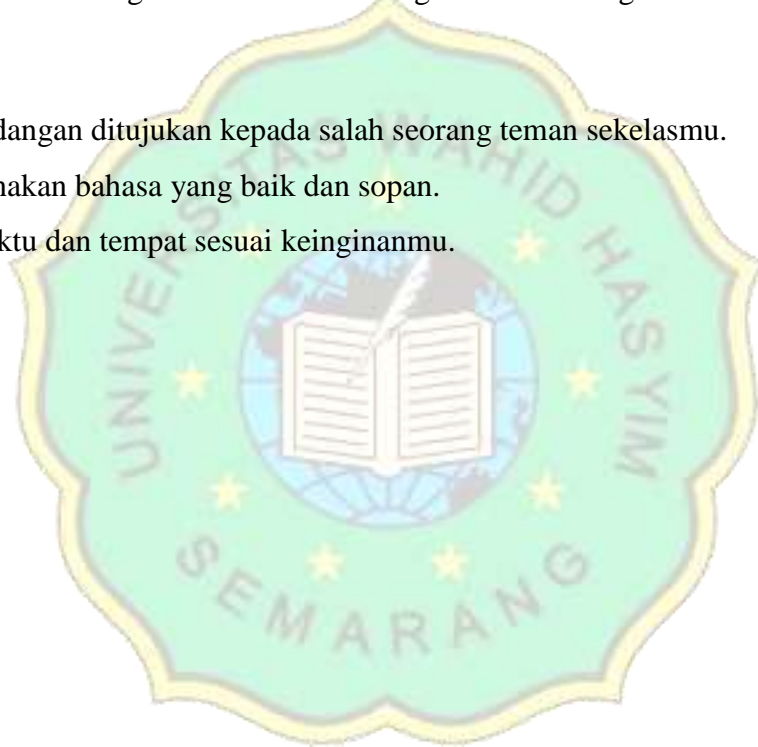 dangan ditujukan kepada salah seorang teman sekelasmu.
nakan bahasa yang baik dan sopan.
ktu dan tempat sesuai keinginanmu.
UNIVERSITAS WAHID HASYIM
SEMARANG